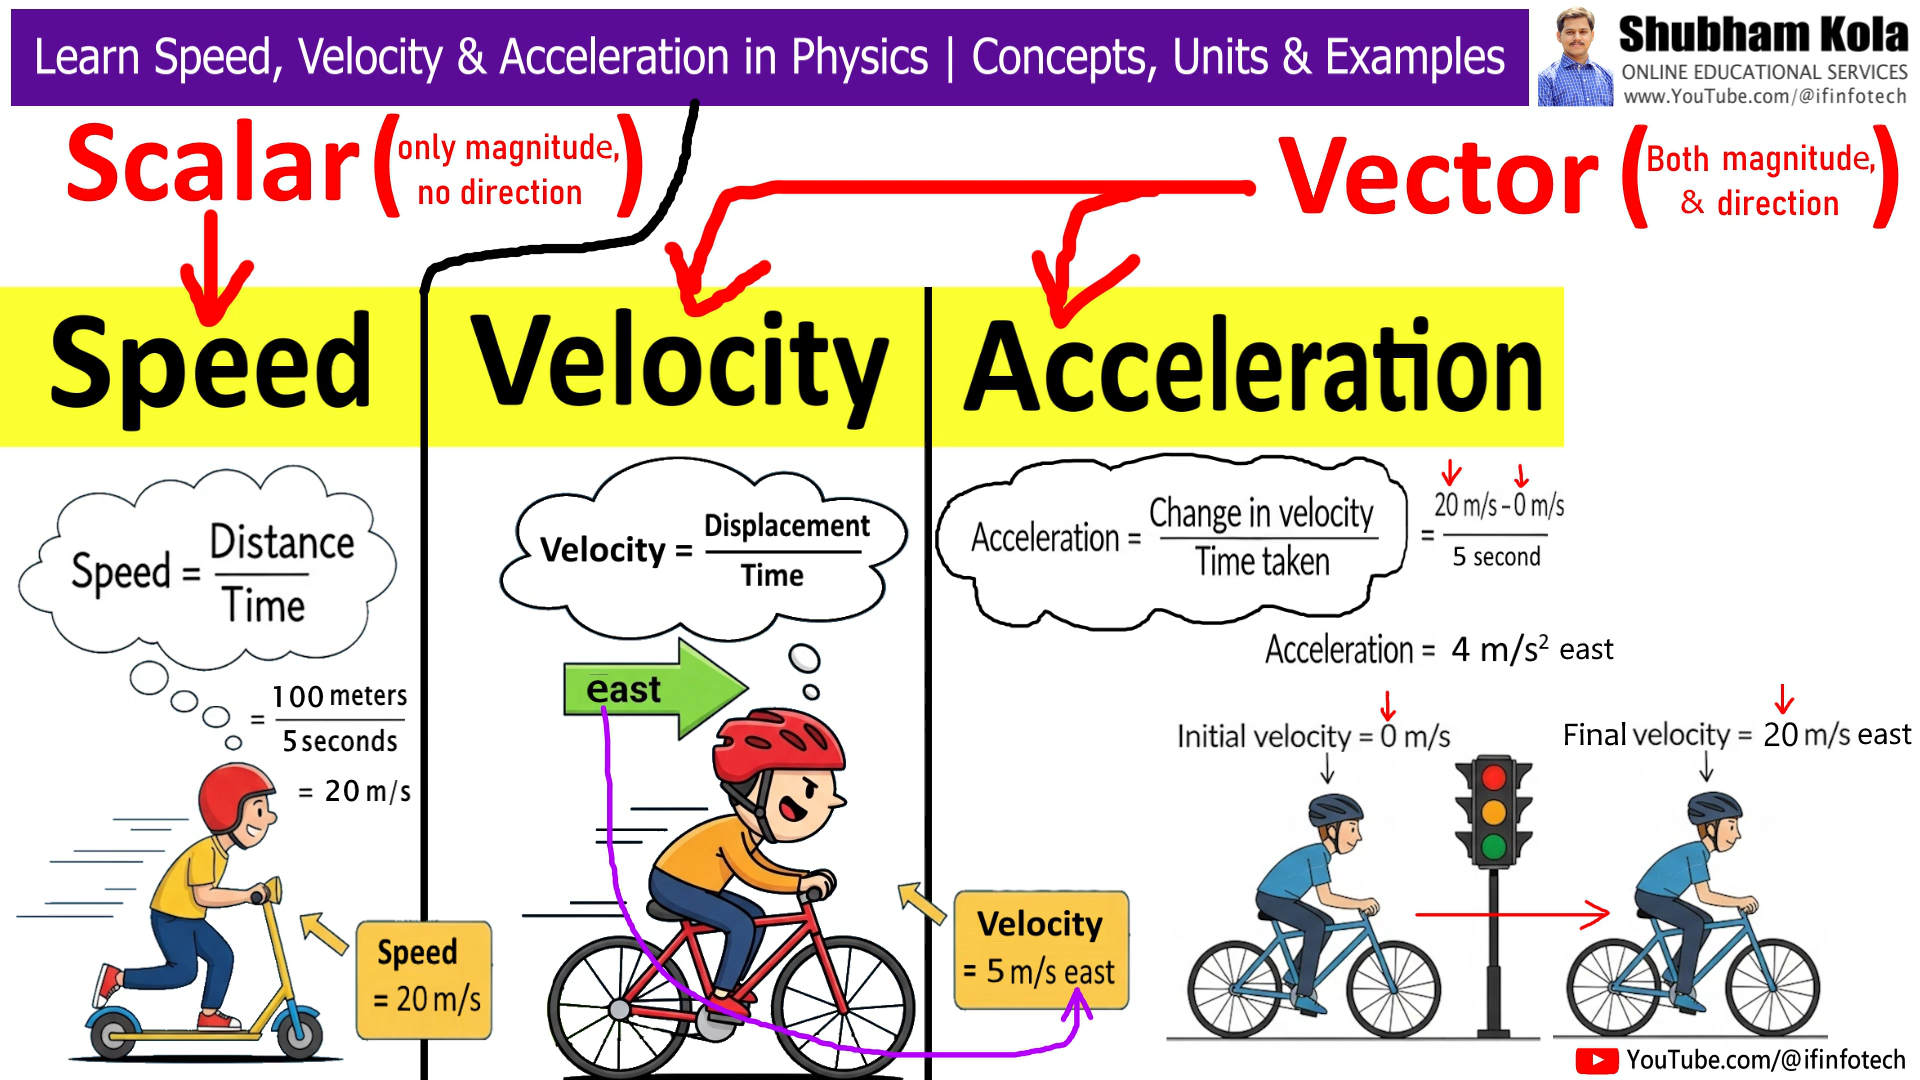 Learn Speed, Velocity & Acceleration in Physics | Concepts, Units & Examples
Shubham Kola
ONLINE EDUCATIONAL SERVICES
www.YouTube.com/@ifinfotech
Scalar (only magnitude,
no direction)
Vector (Both magnitude,
& direction)
Speed
Velocity
Acceleration
Speed = Distance
Time
= 100 meters
5 seconds
= 20 m/s
Speed
= 20 m/s
Velocity = Displacement
Time
east
Velocity
= 5 m/s east
Acceleration = Change in velocity
Time taken
= 20 m/s - 0 m/s
5 second
Acceleration = 4 m/s² east
Initial velocity = 0 m/s
Final velocity = 20 m/s east
YouTube.com/@ifinfotech